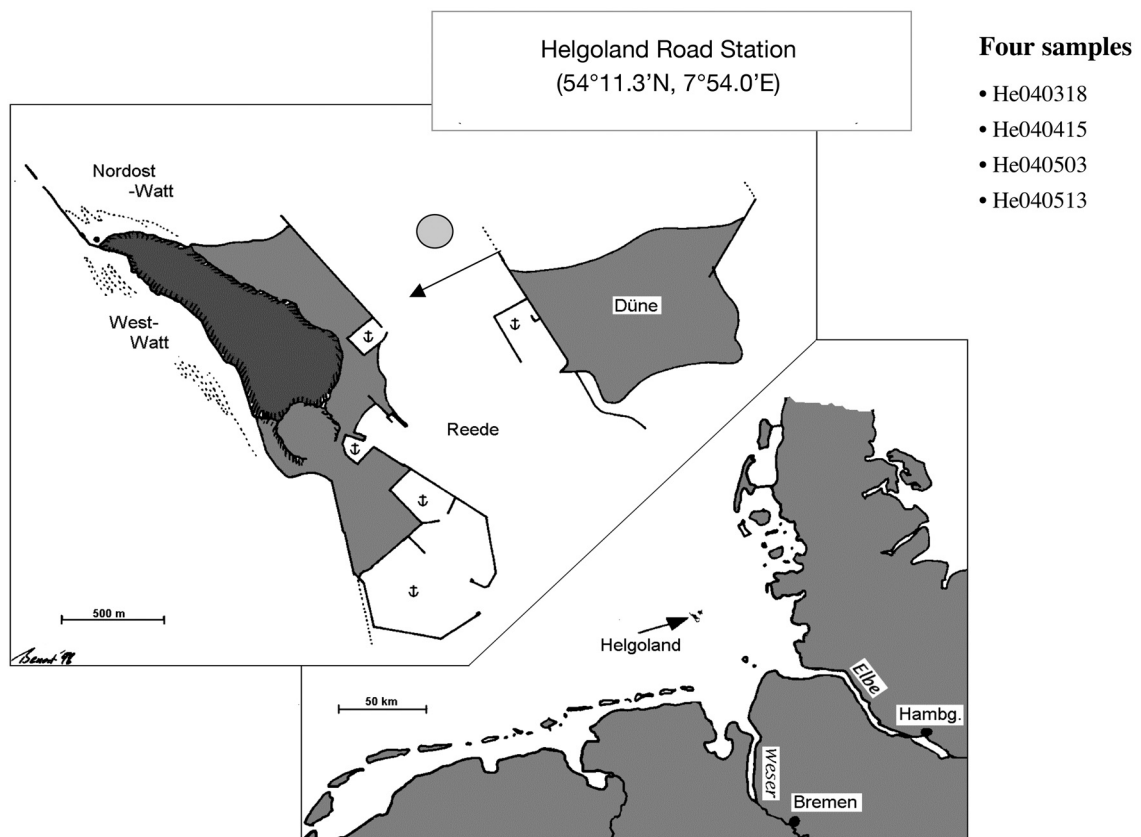 Helgoland Road Station
(54°11.3’N, 7°54.0’E)
Four samples
• He040318
• He040415
• He040503
• He040513
Nordost
-Watt
West-
Watt
Düne
Reede
500 m
Helgoland
50 km
Elbe
Hambg.
Weser
Bremen